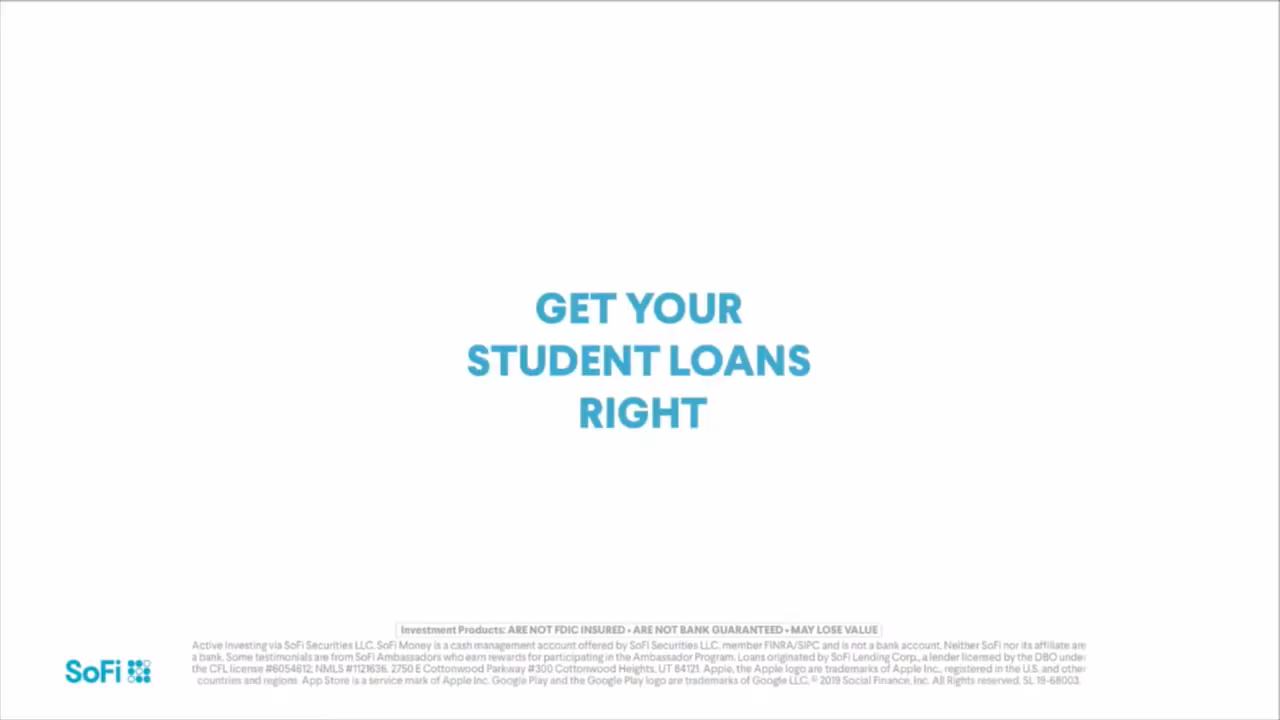 GET YOUR
STUDENT LOANS
RIGHT
Investment Products: ARE NOT FDIC INSURED • ARE NOT BANK GUARANTEED • MAY LOSE VALUE
Active Investing via SoFi Securities LLC. SoFi Money is a cash management account offered by SoFi Securities LLC, member FINRA/SIPC and is not a bank account. Neither SoFi nor its affiliate are
a bank. Some testimonials are from SoFi Ambassadors who earn rewards for participating in the Ambassador Program. Loans originated by SoFi Lending Corp., a lender licensed by the DBO under
the CFL license #6054612, NMLS #1121636. 2750 E Cottonwood Parkway #300 Cottonwood Heights, UT 84121. Apple, the Apple logo are trademarks of Apple Inc., registered in the U.S. and other
countries and regions. App Store is a service mark of Apple Inc. Google Play and the Google Play logo are trademarks of Google LLC. © 2019 Social Finance, Inc. All Rights reserved. SL 19-68003.
SoFi